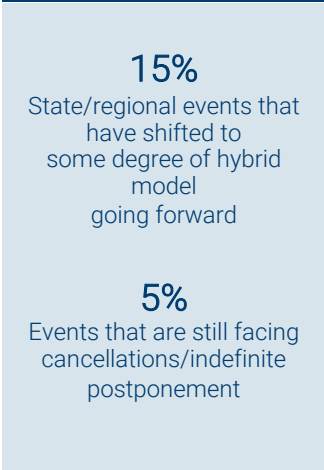 15%
State/regional events that
have shifted to
some degree of hybrid
model
going forward
5%
Events that are still facing
cancellations/indefinite
postponement